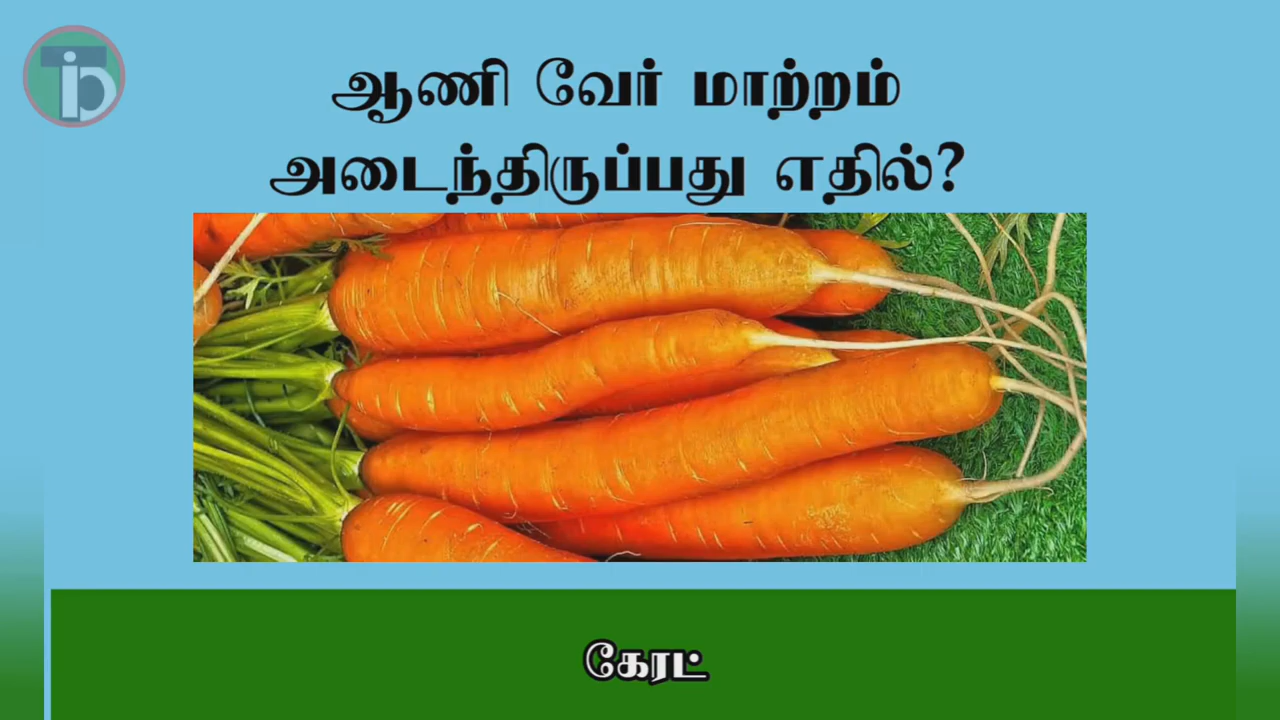 ஆணி வேர் மாற்றம்
அடைந்திருப்பது எதில்?
கேரட்